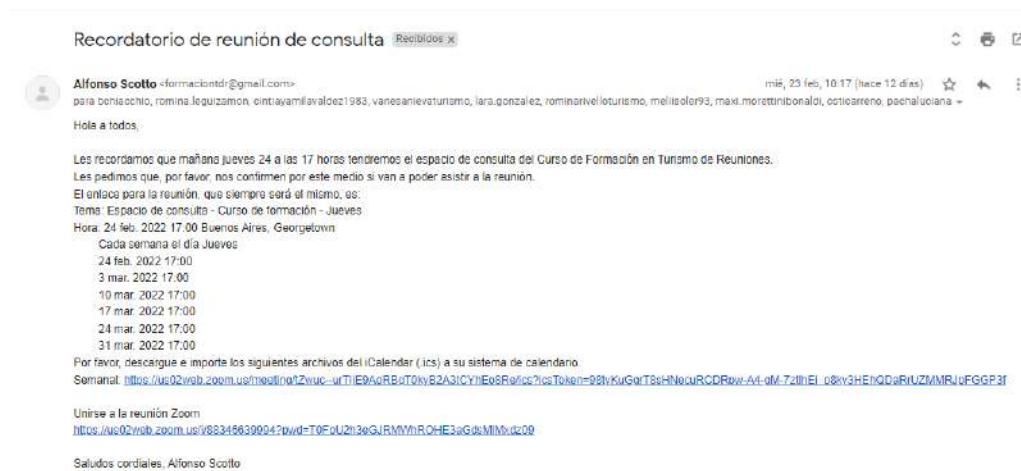 Recordatorio de reunión de consulta Recibidos x
Alfonso Scotto <formaciontdr@gmail.com> mié, 23 feb, 10:17 (hace 12 días)
para romina.leguizamon, cintiayamilavaldez1983, vanesanievaturismo, lara.gonzalez, rominarivelloturismo, mellisoler93, maxi.morettinibonaldi, pachaluciana
Hola a todos,
Les recordamos que mañana jueves 24 a las 17 horas tendremos el espacio de consulta del Curso de Formación en Turismo de Reuniones.
Les pedimos que, por favor, nos confirmen por este medio si van a poder asistir a la reunión.
El enlace para la reunión, que siempre será el mismo, es:
Tema: Espacio de consulta - Curso de formación - Jueves
Hora: 24 feb. 2022 17:00 Buenos Aires, Georgetown
Cada semana el día Jueves
24 feb. 2022 17:00
3 mar. 2022 17:00
10 mar. 2022 17:00
17 mar. 2022 17:00
24 mar. 2022 17:00
31 mar. 2022 17:00
Por favor, descargue e importe los siguientes archivos del iCalendar (.ics) a su sistema de calendario.
Semanal:
Unirse a la reunión Zoom
Saludos cordiales, Alfonso Scotto